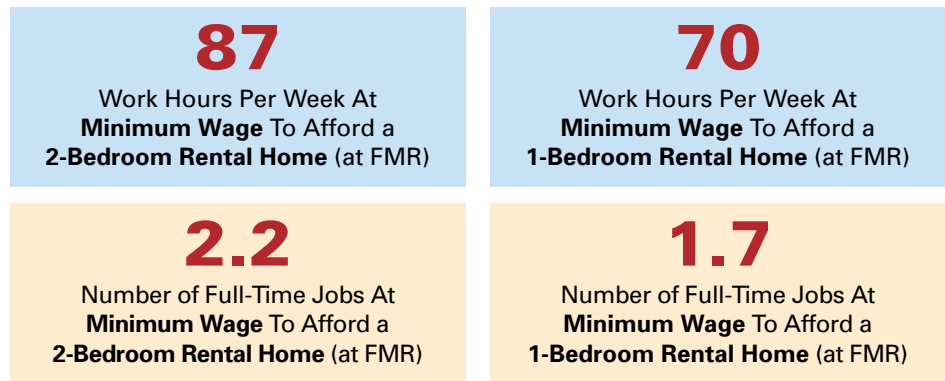 87
Work Hours Per Week At
Minimum Wage To Afford a
2-Bedroom Rental Home (at FMR)
70
Work Hours Per Week At
Minimum Wage To Afford a
1-Bedroom Rental Home (at FMR)
2.2
Number of Full-Time Jobs At
Minimum Wage To Afford a
2-Bedroom Rental Home (at FMR)
1.7
Number of Full-Time Jobs At
Minimum Wage To Afford a
1-Bedroom Rental Home (at FMR)